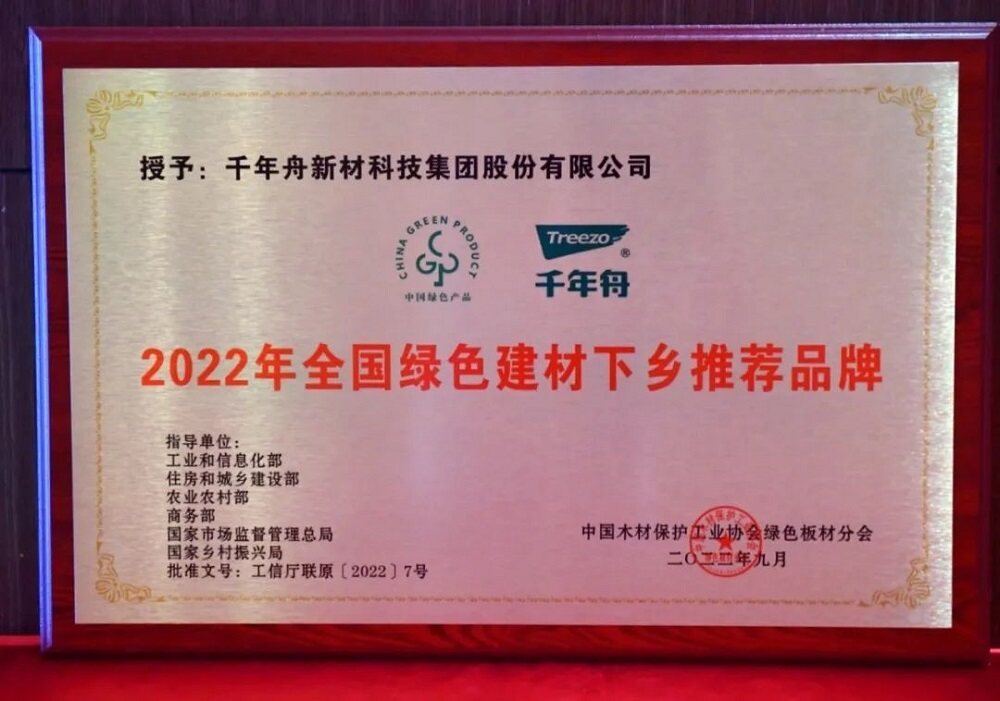 授予：千年舟新材科技集团股份有限公司
CHINA GREEN PRODUCT
CGP
中国绿色产品
Treezo®
千年舟
2022年全国绿色建材下乡推荐品牌
指导单位：
工业和信息化部
住房和城乡建设部
农业农村部
商务部
国家市场监督管理总局
国家乡村振兴局
批准文号：工信厅联原〔2022〕7号
中国木材保护工业协会绿色板材分会
二〇二二年九月